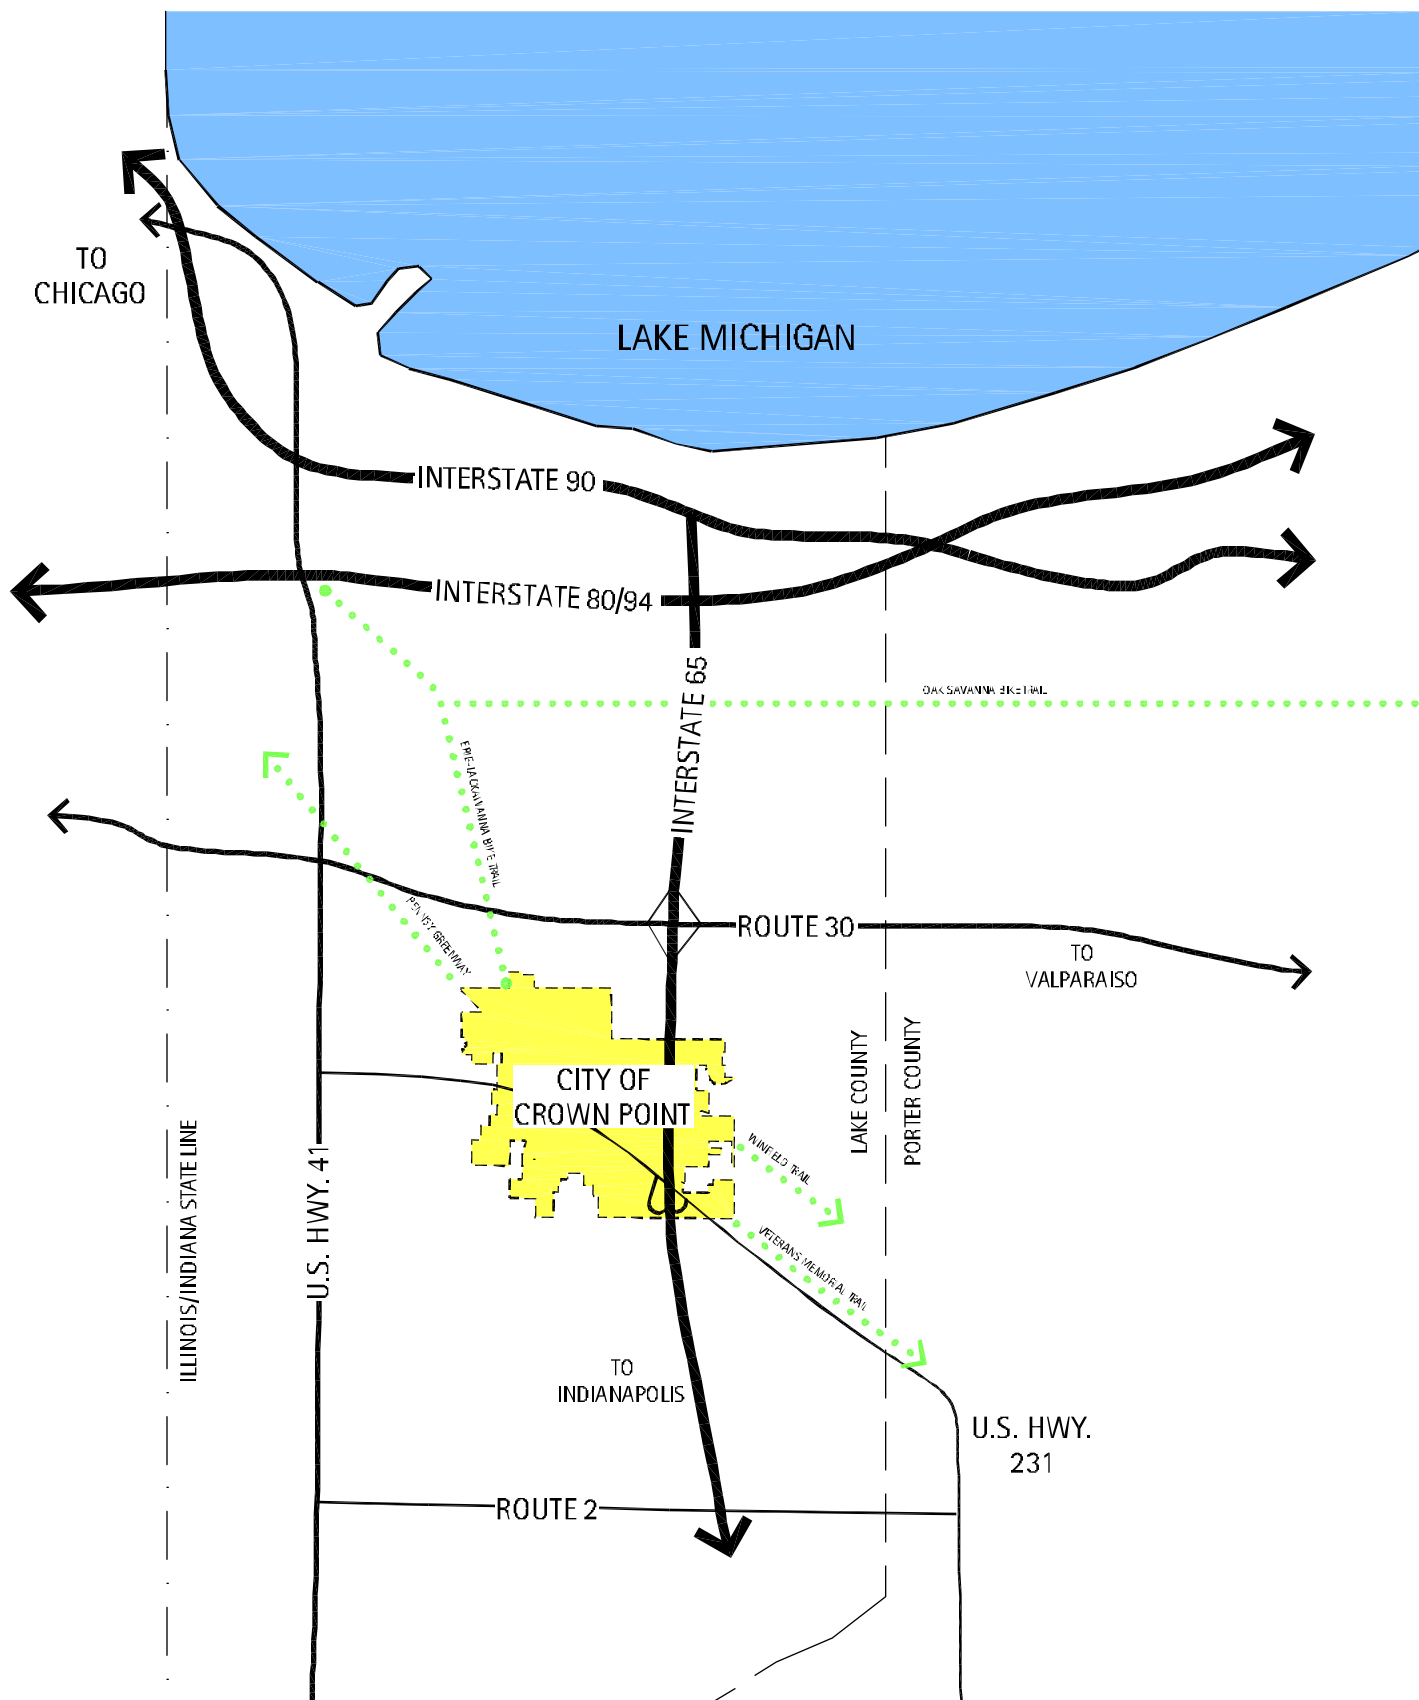 TO
CHICAGO
LAKE MICHIGAN
INTERSTATE 90
INTERSTATE 80/94
INTERSTATE 65
OAK SAVANNA BIKE TRAIL
ERIE-LACKAWANNA BIKE TRAIL
PENNSY GREENWAY
ROUTE 30
TO
VALPARAISO
LAKE COUNTY
PORTER COUNTY
CITY OF
CROWN POINT
WINFIELD TRAIL
VETERANS MEMORIAL TRAIL
ILLINOIS/INDIANA STATE LINE
U.S. HWY. 41
TO
INDIANAPOLIS
U.S. HWY.
231
ROUTE 2